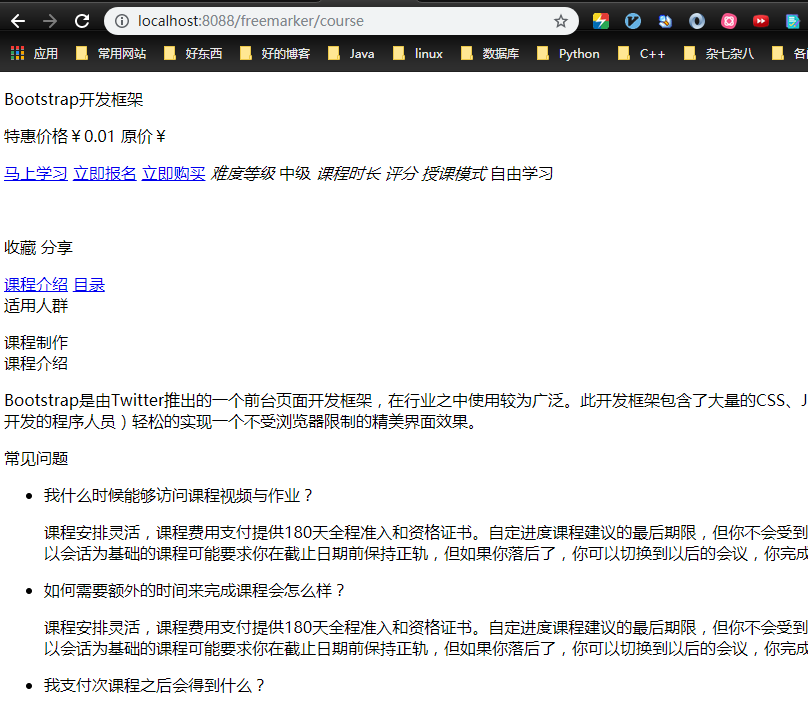 localhost:8088/freemarker/course
应用 常用网站 好东西 好的博客 Java linux 数据库 Python C++ 杂七杂八 各
Bootstrap开发框架
特惠价格￥0.01 原价￥
马上学习 立即报名 立即购买 难度等级 中级 课程时长 评分 授课模式 自由学习
收藏 分享
课程介绍 目录
适用人群
课程制作
课程介绍
Bootstrap是由Twitter推出的一个前台页面开发框架，在行业之中使用较为广泛。此开发框架包含了大量的CSS、J
开发的程序人员）轻松的实现一个不受浏览器限制的精美界面效果。
常见问题
• 我什么时候能够访问课程视频与作业？
课程安排灵活，课程费用支付提供180天全程准入和资格证书。自定进度课程建议的最后期限，但你不会受到
以会话为基础的课程可能要求你在截止日期前保持正轨，但如果你落后了，你可以切换到以后的会议，你完成
• 如何需要额外的时间来完成课程会怎么样？
课程安排灵活，课程费用支付提供180天全程准入和资格证书。自定进度课程建议的最后期限，但你不会受到
以会话为基础的课程可能要求你在截止日期前保持正轨，但如果你落后了，你可以切换到以后的会议，你完成
• 我支付次课程之后会得到什么？